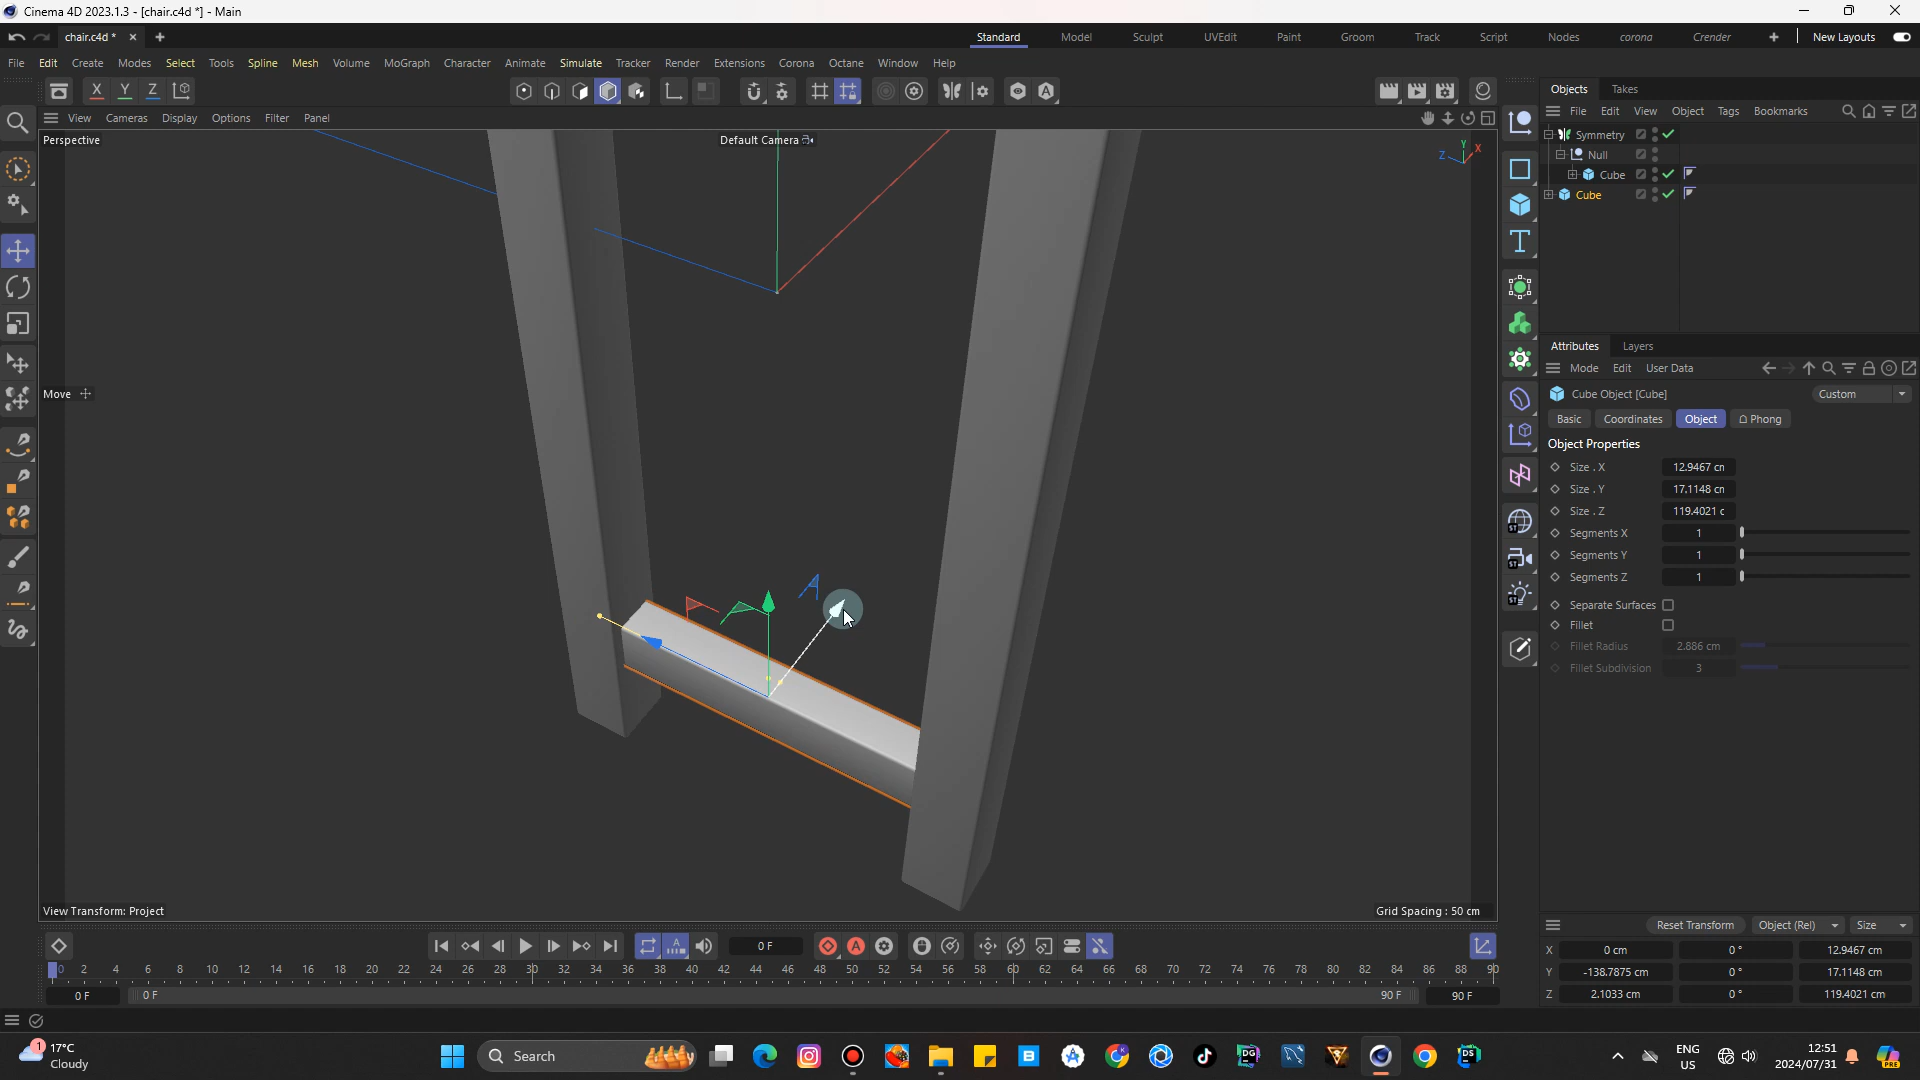 Cinema 4D 2023.1.3 - [chair.c4d *] - Main
chair.c4d * Standard Model Sculpt UVEdit Paint Groom Track Script Nodes corona Crender New Layouts
File Edit Create Modes Select Tools Spline Mesh Volume MoGraph Character Animate Simulate Tracker Render Extensions Corona Octane Window Help
X Y Z
Objects Takes
View Cameras Display Options Filter Panel
File Edit View Object Tags Bookmarks
Perspective
Default Camera
Y X Z
Symmetry
Null
Cube
Cube
Attributes Layers
Mode Edit User Data
Move
Cube Object [Cube]
Custom
Basic Coordinates Object Phong
Object Properties
Size . X 12.9467 cn
Size . Y 17.1148 cn
Size . Z 119.4021 c
Segments X 1
Segments Y 1
Segments Z 1
Separate Surfaces
Fillet
Fillet Radius 2.886 cm
Fillet Subdivision 3
View Transform: Project
Grid Spacing : 50 cm
Reset Transform Object (Rel) Size
0 F
X 0 cm 0 ° 12.9467 cm
0 2 4 6 8 10 12 14 16 18 20 22 24 26 28 30 32 34 36 38 40 42 44 46 48 50 52 54 56 58 60 62 64 66 68 70 72 74 76 78 80 82 84 86 88 90
Y -138.7875 cm 0 ° 17.1148 cm
0 F 0 F 90 F 90 F
Z 2.1033 cm 0 ° 119.4021 cm
1
17°C
Cloudy
Search
ENG
US
12:51
2024/07/31